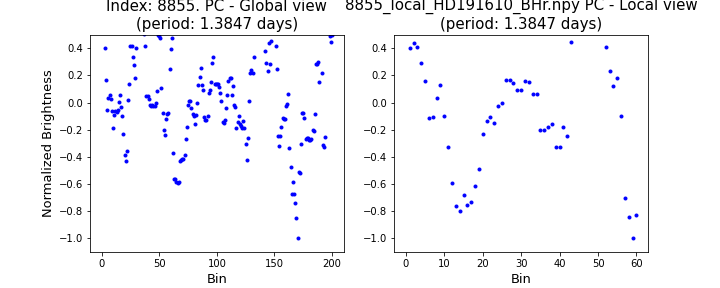 Index: 8855. PC - Global view
(period: 1.3847 days)
8855_local_HD191610_BHr.npy PC - Local view
(period: 1.3847 days)
Normalized Brightness
0.4
0.2
0.0
−0.2
−0.4
−0.6
−0.8
−1.0
0 50 100 150 200
Bin
0.4
0.2
0.0
−0.2
−0.4
−0.6
−0.8
−1.0
0 10 20 30 40 50 60
Bin